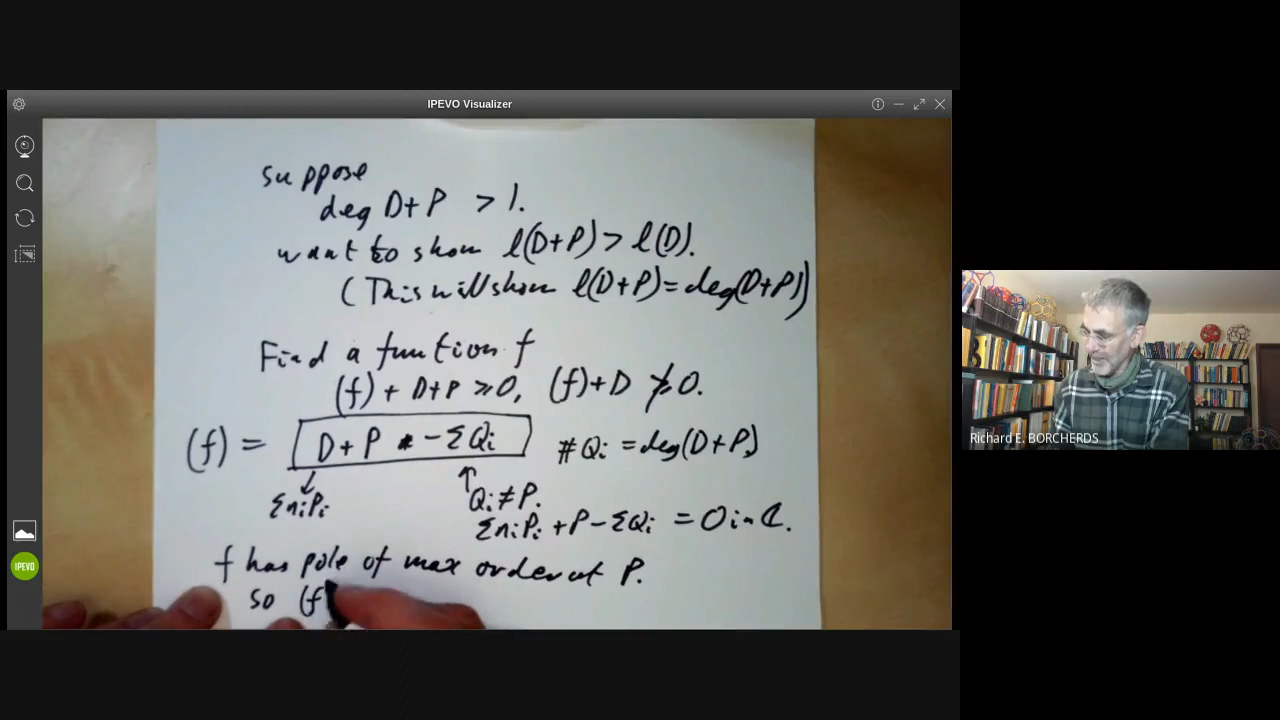 IPEVO Visualizer
suppose
deg D+P > 1.
want to show l(D+P) > l(D).
(This will show l(D+P) = deg(D+P))
Find a function f
(f) + D+P ≥ 0, (f)+D ≱ 0.
(f) = D+P - ΣQi #Qi = deg(D+P)
ΣniPi Qi ≠ P.
ΣniPi + P - ΣQi = 0 in C.
f has pole of max order at P.
so (f)
IPEVO
Richard E. BORCHERDS